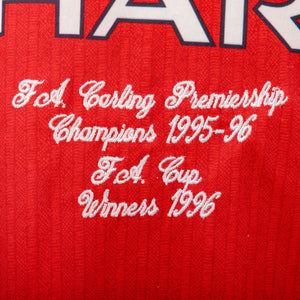 HAR
F.A. Carling Premiership
Champions 1995-96
F.A. Cup
Winners 1996